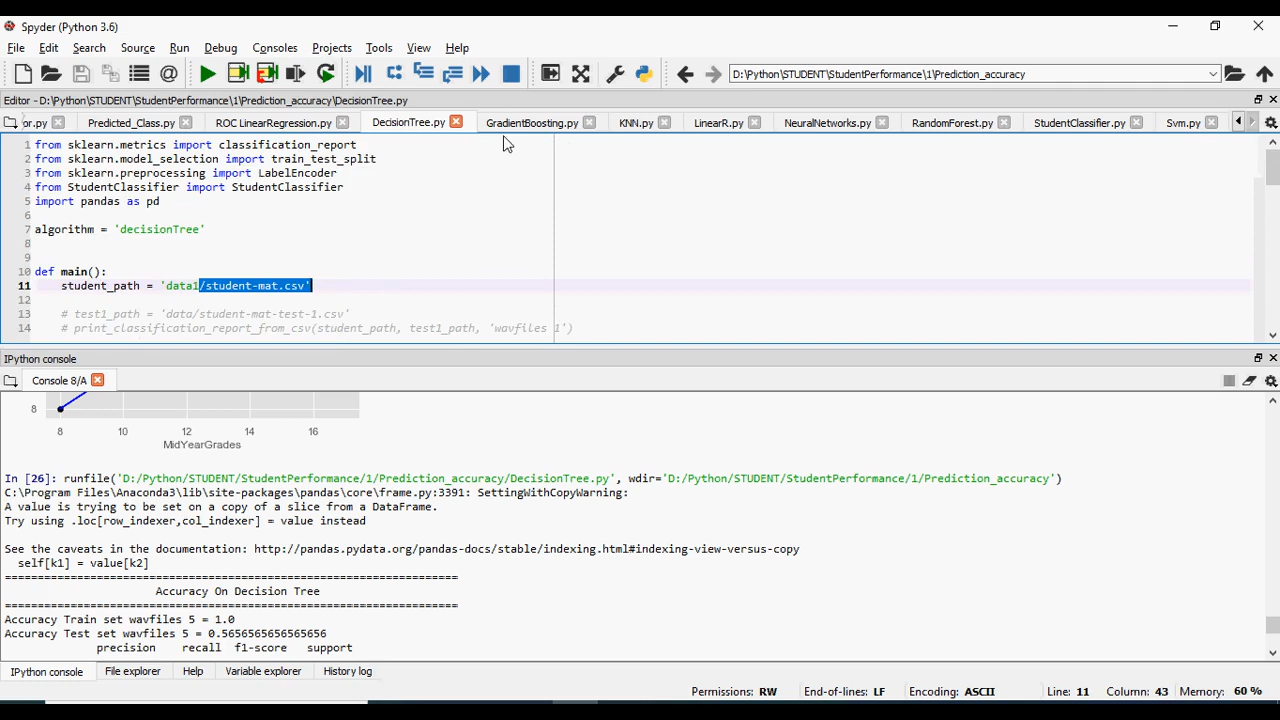 Spyder (Python 3.6)
File Edit Search Source Run Debug Consoles Projects Tools View Help
D:\Python\STUDENT\StudentPerformance\1\Prediction_accuracy
Editor - D:\Python\STUDENT\StudentPerformance\1\Prediction_accuracy\DecisionTree.py
or.py Predicted_Class.py ROC LinearRegression.py DecisionTree.py GradientBoosting.py KNN.py LinearR.py NeuralNetworks.py RandomForest.py StudentClassifier.py Svm.py
1 from sklearn.metrics import classification_report
2 from sklearn.model_selection import train_test_split
3 from sklearn.preprocessing import LabelEncoder
4 from StudentClassifier import StudentClassifier
5 import pandas as pd
6
7 algorithm = 'decisionTree'
8
9
10 def main():
11 student_path = 'data1/student-mat.csv'
12
13 # test1_path = 'data/student-mat-test-1.csv'
14 # print_classification_report_from_csv(student_path, test1_path, 'wavfiles 1')
IPython console
Console 8/A
8
8 10 12 14 16
MidYearGrades
In [26]: runfile('D:/Python/STUDENT/StudentPerformance/1/Prediction_accuracy/DecisionTree.py', wdir='D:/Python/STUDENT/StudentPerformance/1/Prediction_accuracy')
C:\Program Files\Anaconda3\lib\site-packages\pandas\core\frame.py:3391: SettingWithCopyWarning:
A value is trying to be set on a copy of a slice from a DataFrame.
Try using .loc[row_indexer,col_indexer] = value instead
See the caveats in the documentation: http://pandas.pydata.org/pandas-docs/stable/indexing.html#indexing-view-versus-copy
self[k1] = value[k2]
=====================================================================
Accuracy On Decision Tree
=====================================================================
Accuracy Train set wavfiles 5 = 1.0
Accuracy Test set wavfiles 5 = 0.5656565656565656
precision recall f1-score support
IPython console File explorer Help Variable explorer History log
Permissions: RW End-of-lines: LF Encoding: ASCII Line: 11 Column: 43 Memory: 60 %